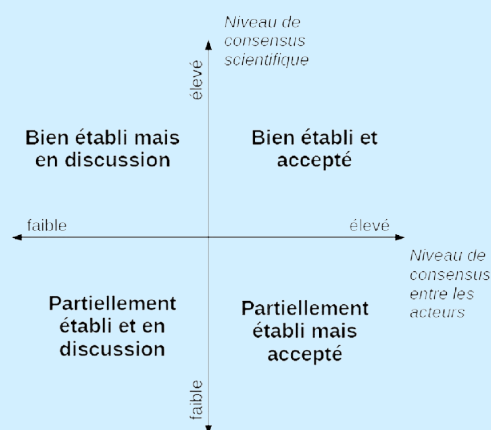 Niveau de
consensus
scientifique
élevé
Bien établi mais
en discussion
Bien établi et
accepté
faible
élevé
Niveau de
consensus
entre les
acteurs
Partiellement
établi et en
discussion
Partiellement
établi mais
accepté
faible